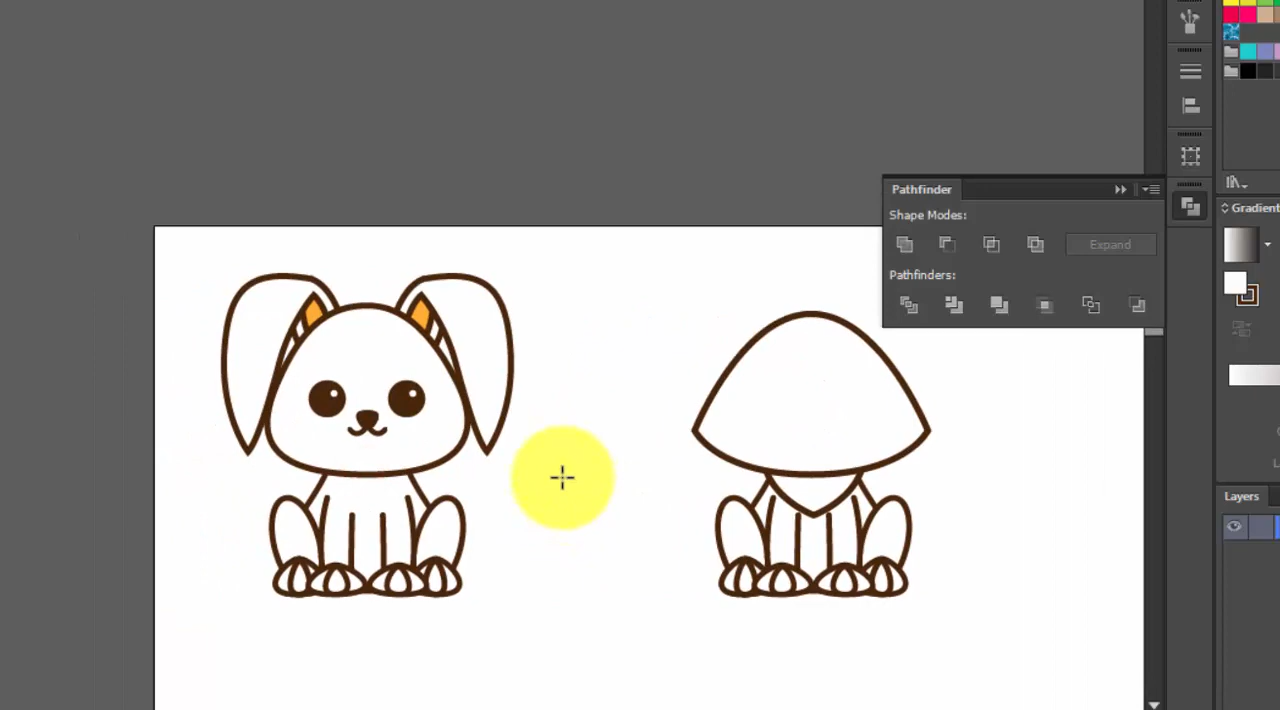 Pathfinder
Shape Modes:
Expand
Pathfinders:
Gradient
Layers